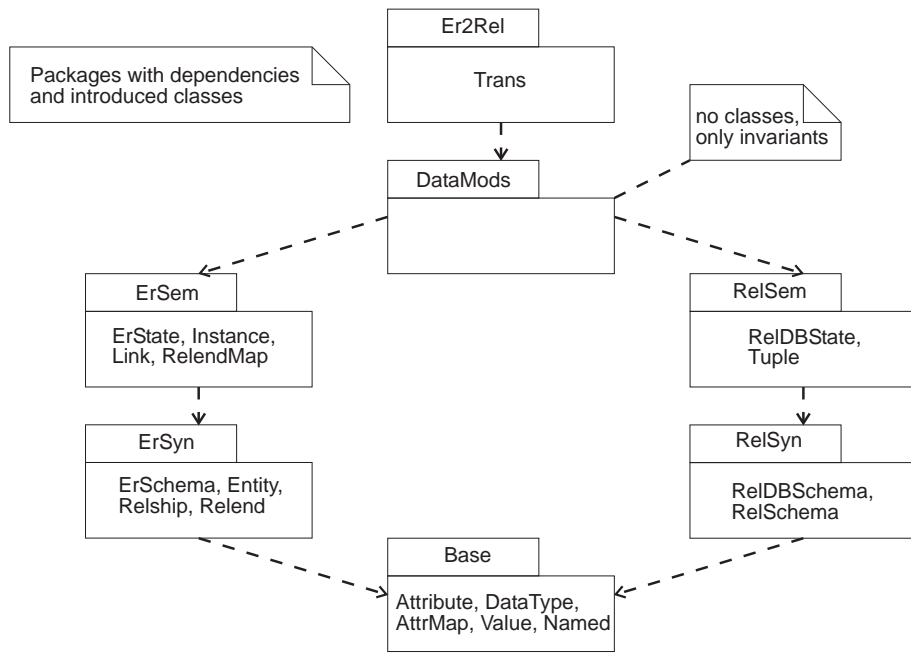 Er2Rel
Packages with dependencies
and introduced classes
Trans
no classes,
only invariants
DataMods
ErSem
RelSem
ErState, Instance,
Link, RelendMap
RelDBState,
Tuple
ErSyn
RelSyn
ErSchema, Entity,
Relship, Relend
RelDBSchema,
RelSchema
Base
Attribute, DataType,
AttrMap, Value, Named